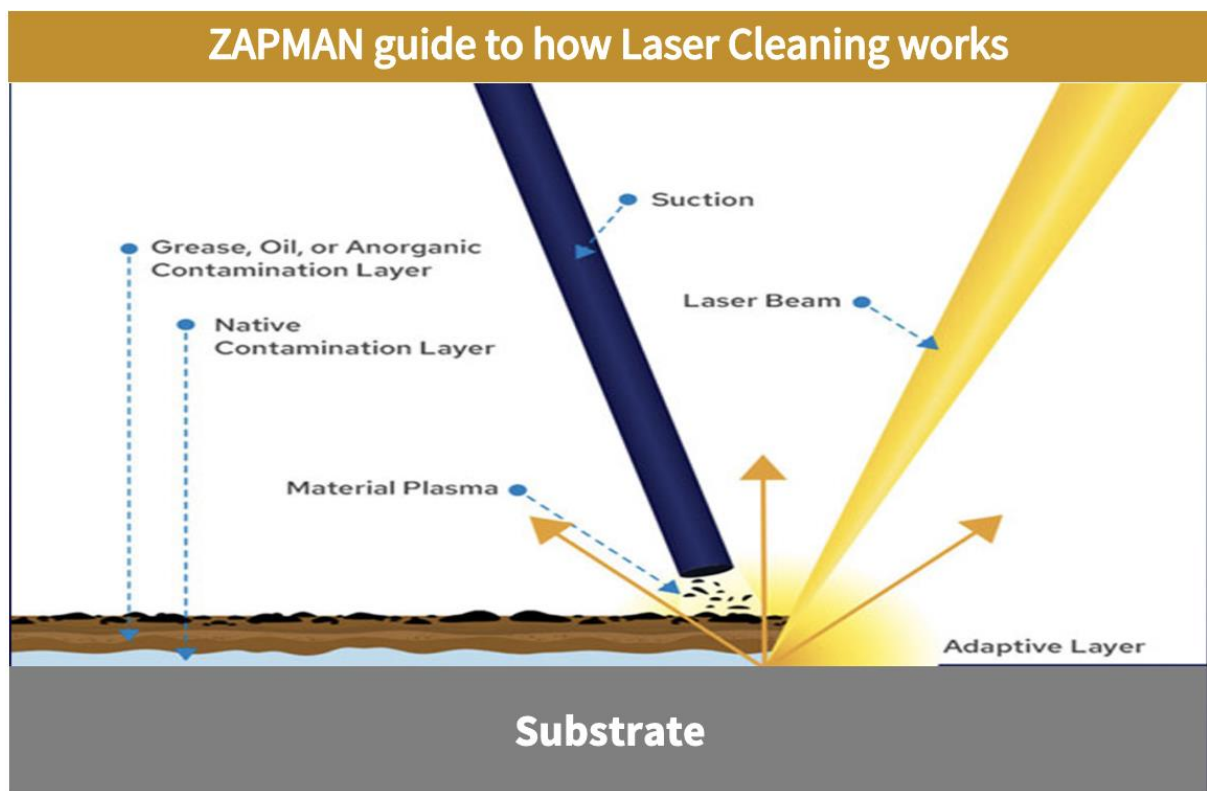 ZAPMAN guide to how Laser Cleaning works
Suction
Grease, Oil, or Anorganic
Contamination Layer
Laser Beam
Native
Contamination Layer
Material Plasma
Adaptive Layer
Substrate